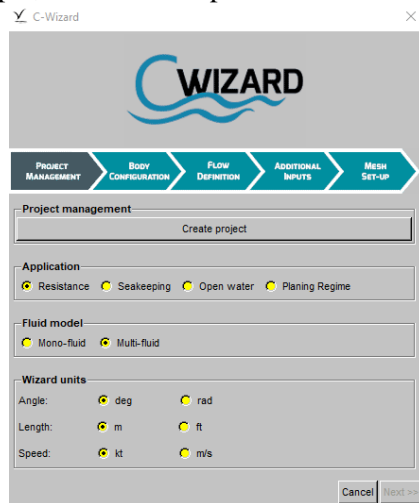 C-Wizard
CWIZARD
PROJECT MANAGEMENT
BODY CONFIGURATION
FLOW DEFINITION
ADDITIONAL INPUTS
MESH SET-UP
Project management
Create project
Application
Resistance Seakeeping Open water Planing Regime
Fluid model
Mono-fluid Multi-fluid
Wizard units
Angle: deg rad
Length: m ft
Speed: kt m/s
Cancel Next >>